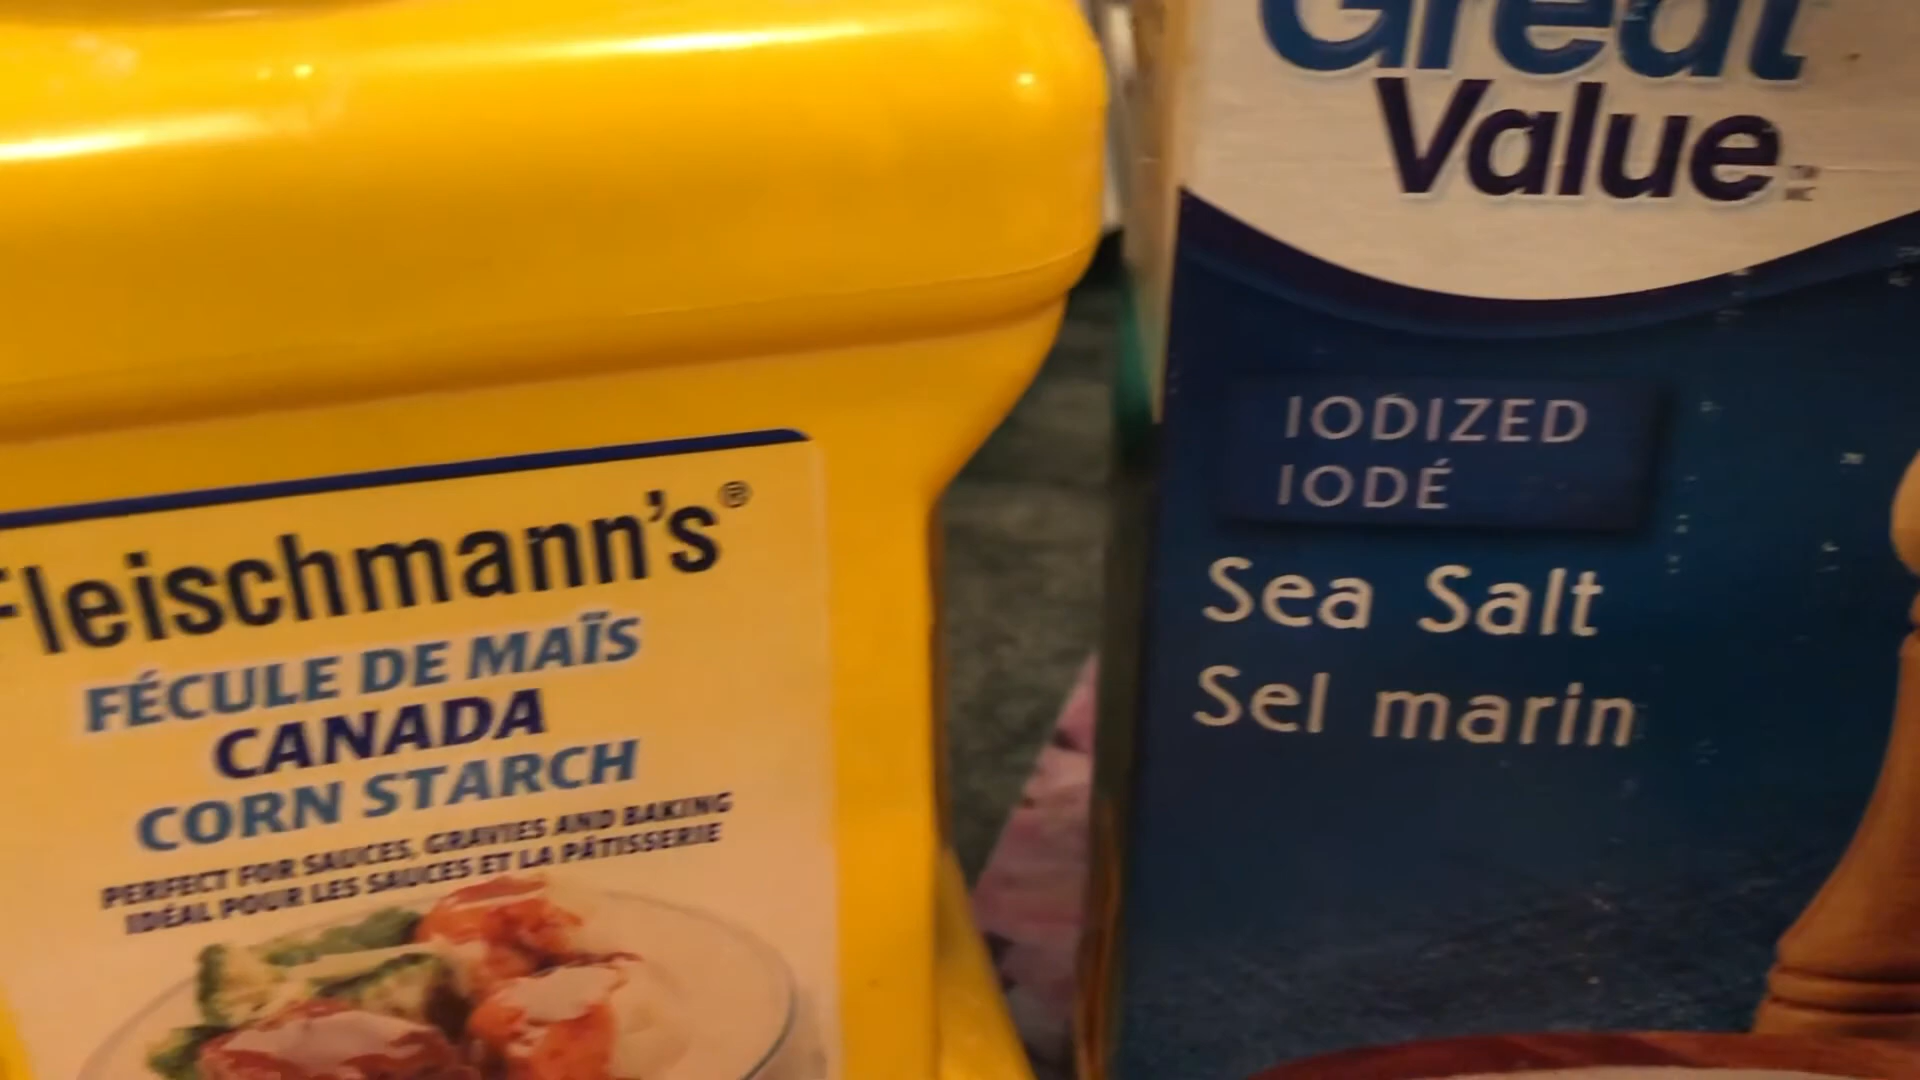 Fleischmann's®
FÉCULE DE MAÏS
CANADA
CORN STARCH
PERFECT FOR SAUCES, GRAVIES AND BAKING
IDÉAL POUR LES SAUCES ET LA PÂTISSERIE
Great
Value
IODIZED
IODÉ
Sea Salt
Sel marin